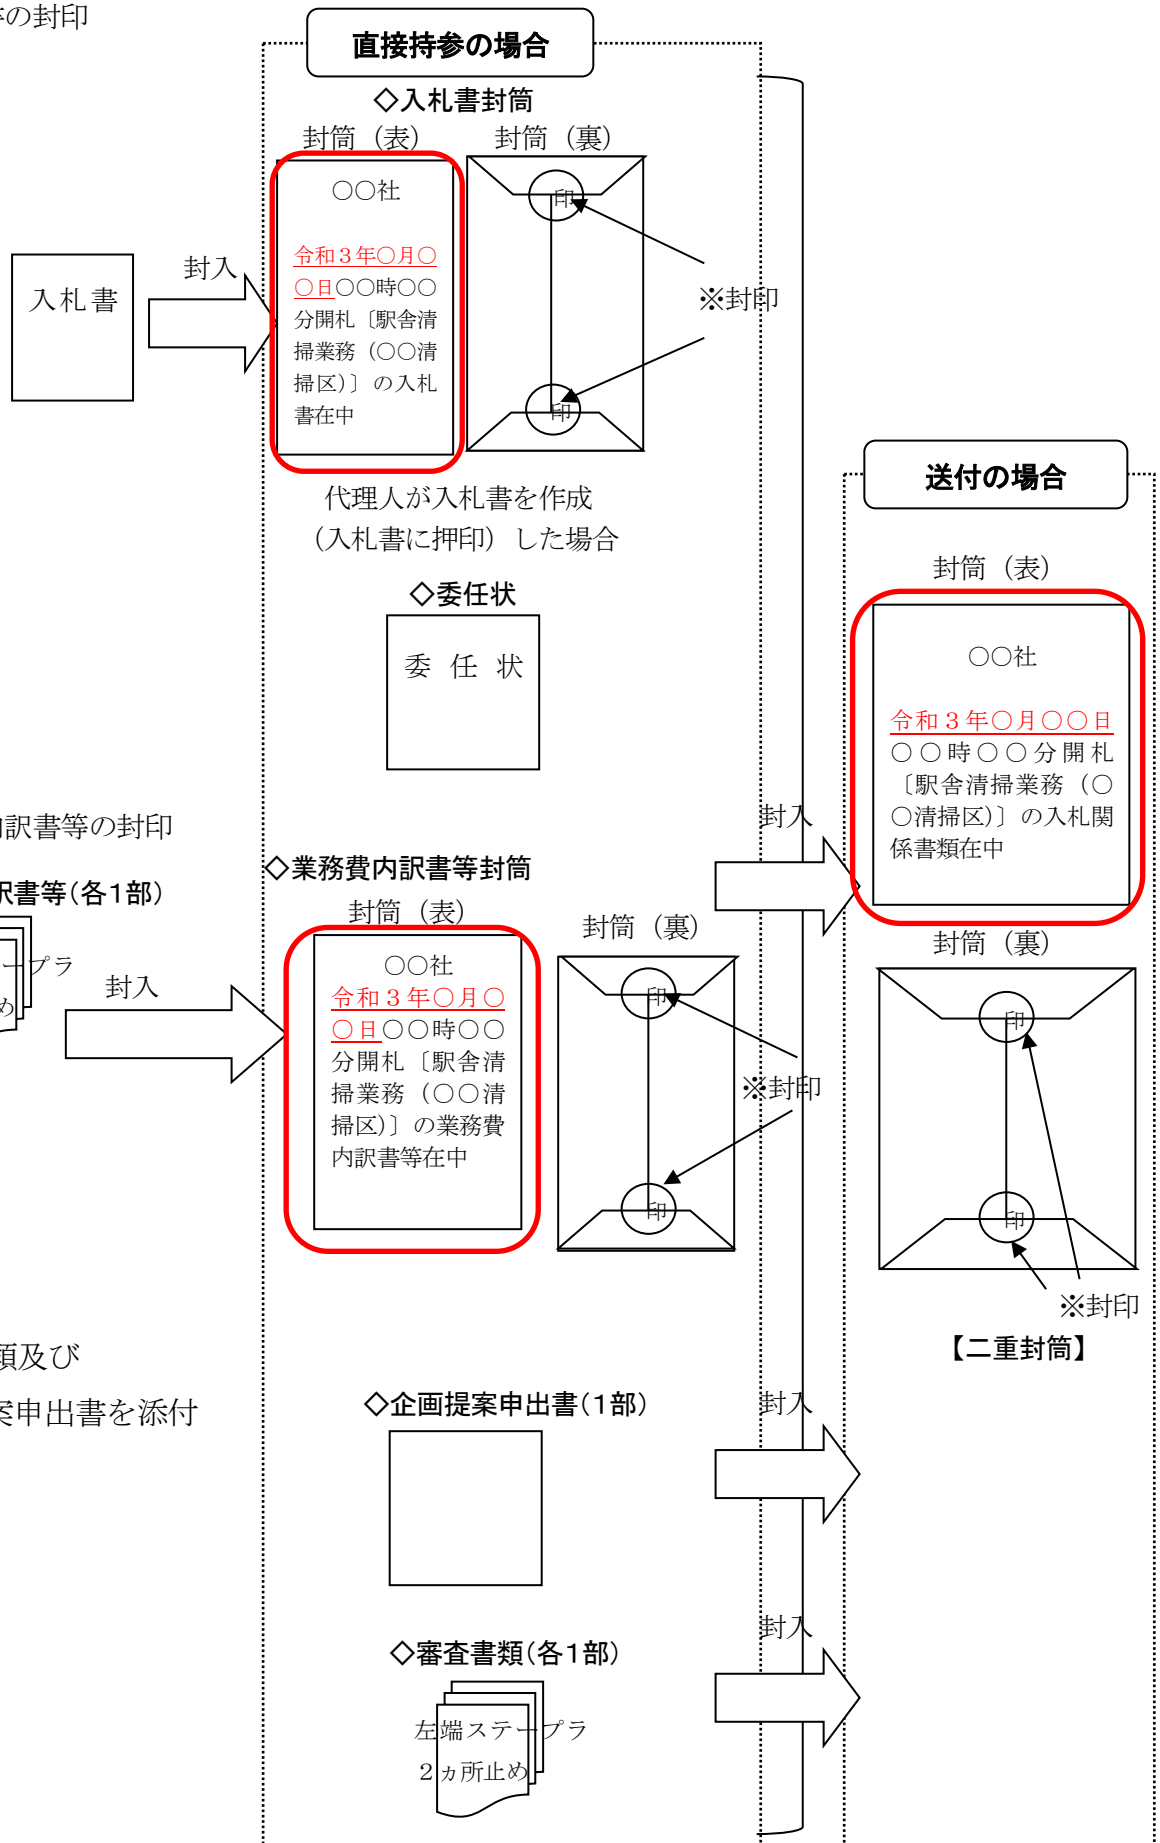 の封印
直接持参の場合
◇入札書封筒
封筒（表）
封筒（裏）
〇〇社
令和３年〇月〇
〇日〇〇時〇〇
分開札〔駅舎清
掃業務（〇〇清
掃区）〕の入札
書在中
印
印
※封印
封入
入札書
代理人が入札書を作成
（入札書に押印）した場合
◇委任状
委 任 状
訳書等の封印
訳書等（各１部）
ープラ
め
封入
◇業務費内訳書等封筒
封筒（表）
封筒（裏）
〇〇社
令和３年〇月〇
〇日〇〇時〇〇
分開札〔駅舎清
掃業務（〇〇清
掃区）〕の業務費
内訳書等在中
印
印
※封印
封入
送付の場合
封筒（表）
〇〇社
令和３年〇月〇〇日
〇〇時〇〇分開札
〔駅舎清掃業務（〇
〇清掃区）〕の入札関
係書類在中
封筒（裏）
印
印
※封印
【二重封筒】
類及び
案申出書を添付
◇企画提案申出書（１部）
封入
◇審査書類（各１部）
左端ステープラ
２ヵ所止め
封入